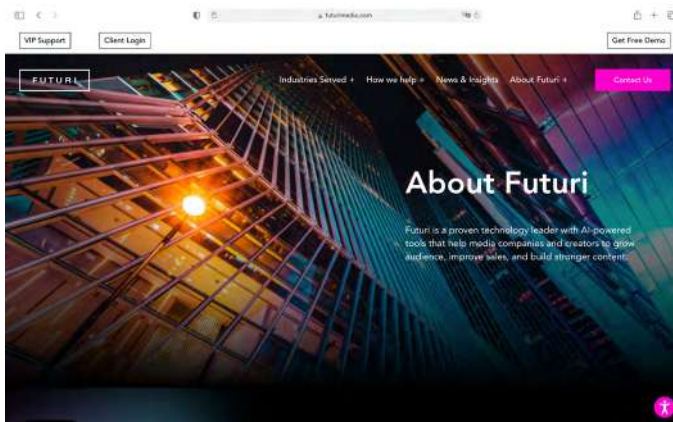 futurimedia.com
VIP Support
Client Login
Get Free Demo
FUTURI
Industries Served +
How we help +
News & Insights
About Futuri +
Contact Us
About Futuri
Futuri is a proven technology leader with AI-powered
tools that help media companies and creators to grow
audience, improve sales, and build stronger content.